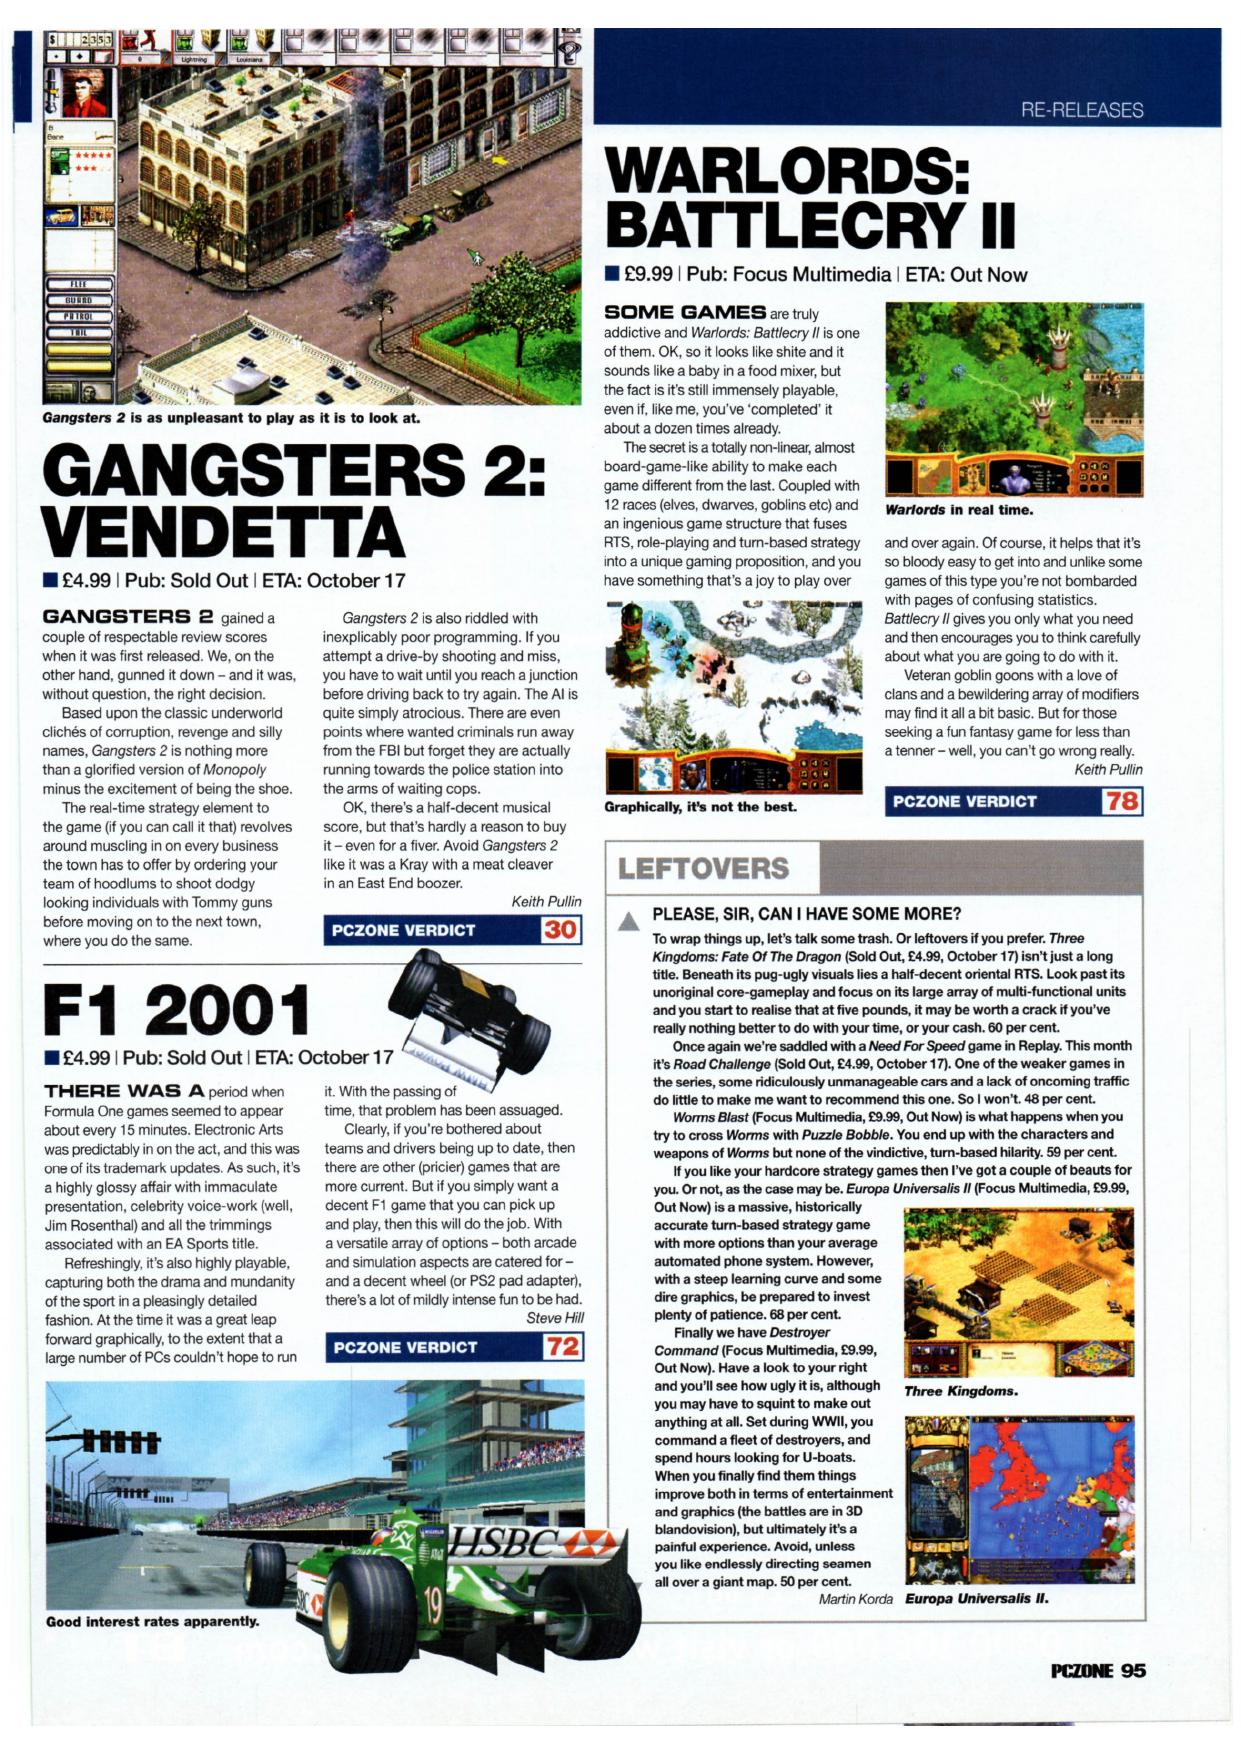 $ 2353
Lightning
Louisiana
FLEE
GUARD
PATROL
TAIL
Gangsters 2 is as unpleasant to play as it is to look at.
GANGSTERS 2:
VENDETTA
£4.99 | Pub: Sold Out | ETA: October 17
GANGSTERS 2 gained a
couple of respectable review scores
when it was first released. We, on the
other hand, gunned it down – and it was,
without question, the right decision.
Based upon the classic underworld
clichés of corruption, revenge and silly
names, Gangsters 2 is nothing more
than a glorified version of Monopoly
minus the excitement of being the shoe.
The real-time strategy element to
the game (if you can call it that) revolves
around muscling in on every business
the town has to offer by ordering your
team of hoodlums to shoot dodgy
looking individuals with Tommy guns
before moving on to the next town,
where you do the same.
Gangsters 2 is also riddled with
inexplicably poor programming. If you
attempt a drive-by shooting and miss,
you have to wait until you reach a junction
before driving back to try again. The AI is
quite simply atrocious. There are even
points where wanted criminals run away
from the FBI but forget they are actually
running towards the police station into
the arms of waiting cops.
OK, there's a half-decent musical
score, but that's hardly a reason to buy
it – even for a fiver. Avoid Gangsters 2
like it was a Kray with a meat cleaver
in an East End boozer.
Keith Pullin
PCZONE VERDICT 30
F1 2001
£4.99 | Pub: Sold Out | ETA: October 17
THERE WAS A period when
Formula One games seemed to appear
about every 15 minutes. Electronic Arts
was predictably in on the act, and this was
one of its trademark updates. As such, it's
a highly glossy affair with immaculate
presentation, celebrity voice-work (well,
Jim Rosenthal) and all the trimmings
associated with an EA Sports title.
Refreshingly, it's also highly playable,
capturing both the drama and mundanity
of the sport in a pleasingly detailed
fashion. At the time it was a great leap
forward graphically, to the extent that a
large number of PCs couldn't hope to run
it. With the passing of
time, that problem has been assuaged.
Clearly, if you're bothered about
teams and drivers being up to date, then
there are other (pricier) games that are
more current. But if you simply want a
decent F1 game that you can pick up
and play, then this will do the job. With
a versatile array of options – both arcade
and simulation aspects are catered for –
and a decent wheel (or PS2 pad adapter),
there's a lot of mildly intense fun to be had.
Steve Hill
PCZONE VERDICT 72
HSBC
19
Good interest rates apparently.
RE-RELEASES
WARLORDS:
BATTLECRY II
£9.99 | Pub: Focus Multimedia | ETA: Out Now
SOME GAMES are truly
addictive and Warlords: Battlecry II is one
of them. OK, so it looks like shite and it
sounds like a baby in a food mixer, but
the fact is it's still immensely playable,
even if, like me, you've 'completed' it
about a dozen times already.
The secret is a totally non-linear, almost
board-game-like ability to make each
game different from the last. Coupled with
12 races (elves, dwarves, goblins etc) and
an ingenious game structure that fuses
RTS, role-playing and turn-based strategy
into a unique gaming proposition, and you
have something that's a joy to play over
Graphically, it's not the best.
Warlords in real time.
and over again. Of course, it helps that it's
so bloody easy to get into and unlike some
games of this type you're not bombarded
with pages of confusing statistics.
Battlecry II gives you only what you need
and then encourages you to think carefully
about what you are going to do with it.
Veteran goblin goons with a love of
clans and a bewildering array of modifiers
may find it all a bit basic. But for those
seeking a fun fantasy game for less than
a tenner – well, you can't go wrong really.
Keith Pullin
PCZONE VERDICT 78
LEFTOVERS
PLEASE, SIR, CAN I HAVE SOME MORE?
To wrap things up, let's talk some trash. Or leftovers if you prefer. Three
Kingdoms: Fate Of The Dragon (Sold Out, £4.99, October 17) isn't just a long
title. Beneath its pug-ugly visuals lies a half-decent oriental RTS. Look past its
unoriginal core-gameplay and focus on its large array of multi-functional units
and you start to realise that at five pounds, it may be worth a crack if you've
really nothing better to do with your time, or your cash. 60 per cent.
Once again we're saddled with a Need For Speed game in Replay. This month
it's Road Challenge (Sold Out, £4.99, October 17). One of the weaker games in
the series, some ridiculously unmanageable cars and a lack of oncoming traffic
do little to make me want to recommend this one. So I won't. 48 per cent.
Worms Blast (Focus Multimedia, £9.99, Out Now) is what happens when you
try to cross Worms with Puzzle Bobble. You end up with the characters and
weapons of Worms but none of the vindictive, turn-based hilarity. 59 per cent.
If you like your hardcore strategy games then I've got a couple of beauts for
you. Or not, as the case may be. Europa Universalis II (Focus Multimedia, £9.99,
Out Now) is a massive, historically
accurate turn-based strategy game
with more options than your average
automated phone system. However,
with a steep learning curve and some
dire graphics, be prepared to invest
plenty of patience. 68 per cent.
Finally we have Destroyer
Command (Focus Multimedia, £9.99,
Out Now). Have a look to your right
and you'll see how ugly it is, although
you may have to squint to make out
anything at all. Set during WWII, you
command a fleet of destroyers, and
spend hours looking for U-boats.
When you finally find them things
improve both in terms of entertainment
and graphics (the battles are in 3D
blandovision), but ultimately it's a
painful experience. Avoid, unless
you like endlessly directing seamen
all over a giant map. 50 per cent.
Martin Korda
Three Kingdoms.
Europa Universalis II.
PCZONE 95